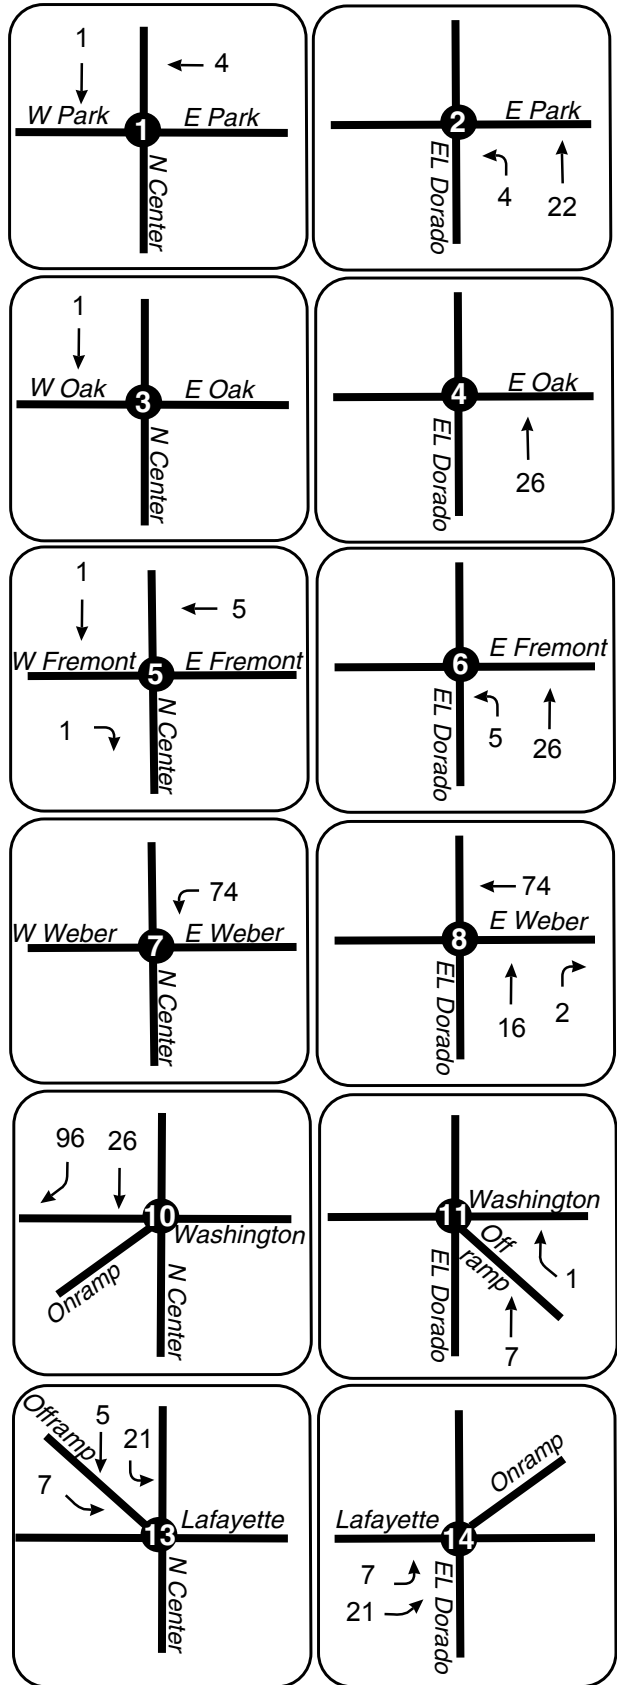 1
4
W Park
1
E Park
N Center
2
E Park
EL Dorado
4
22
1
W Oak
3
E Oak
N Center
4
E Oak
EL Dorado
26
1
5
W Fremont
5
E Fremont
1
N Center
E Fremont
6
EL Dorado
5
26
74
W Weber
7
E Weber
N Center
74
E Weber
8
EL Dorado
16
2
96
26
10
Washington
Onramp
N Center
Washington
11
Off
ramp
EL Dorado
1
7
Offramp
5
21
7
13
Lafayette
N Center
Onramp
Lafayette
14
7
21
EL Dorado